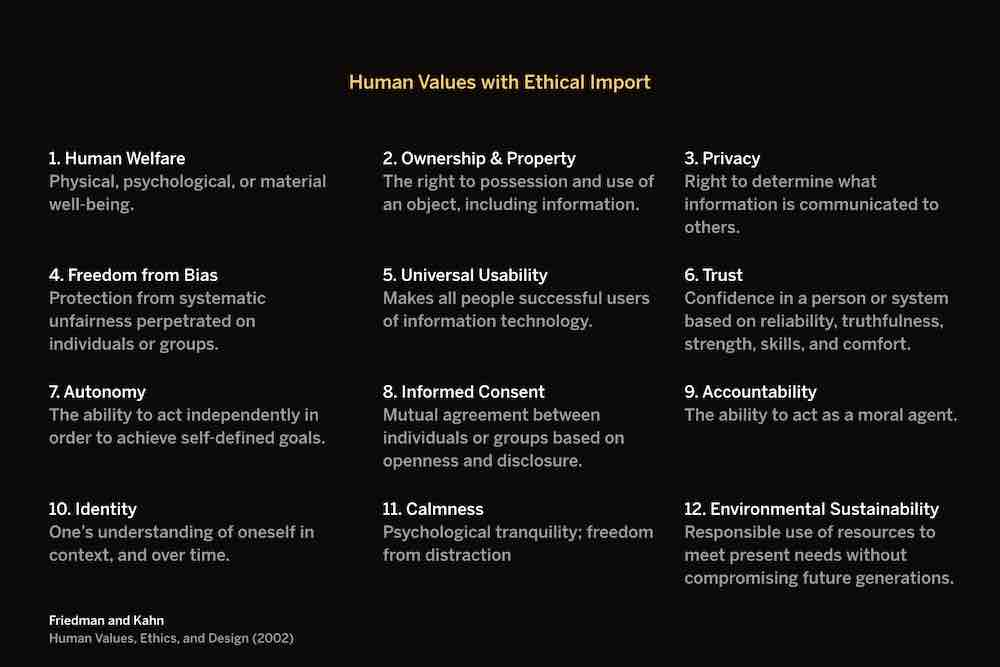 Human Values with Ethical Import
1. Human Welfare
Physical, psychological, or material
well-being.
2. Ownership & Property
The right to possession and use of
an object, including information.
3. Privacy
Right to determine what
information is communicated to
others.
4. Freedom from Bias
Protection from systematic
unfairness perpetrated on
individuals or groups.
5. Universal Usability
Makes all people successful users
of information technology.
6. Trust
Confidence in a person or system
based on reliability, truthfulness,
strength, skills, and comfort.
7. Autonomy
The ability to act independently in
order to achieve self-defined goals.
8. Informed Consent
Mutual agreement between
individuals or groups based on
openness and disclosure.
9. Accountability
The ability to act as a moral agent.
10. Identity
One's understanding of oneself in
context, and over time.
11. Calmness
Psychological tranquility; freedom
from distraction
12. Environmental Sustainability
Responsible use of resources to
meet present needs without
compromising future generations.
Friedman and Kahn
Human Values, Ethics, and Design (2002)